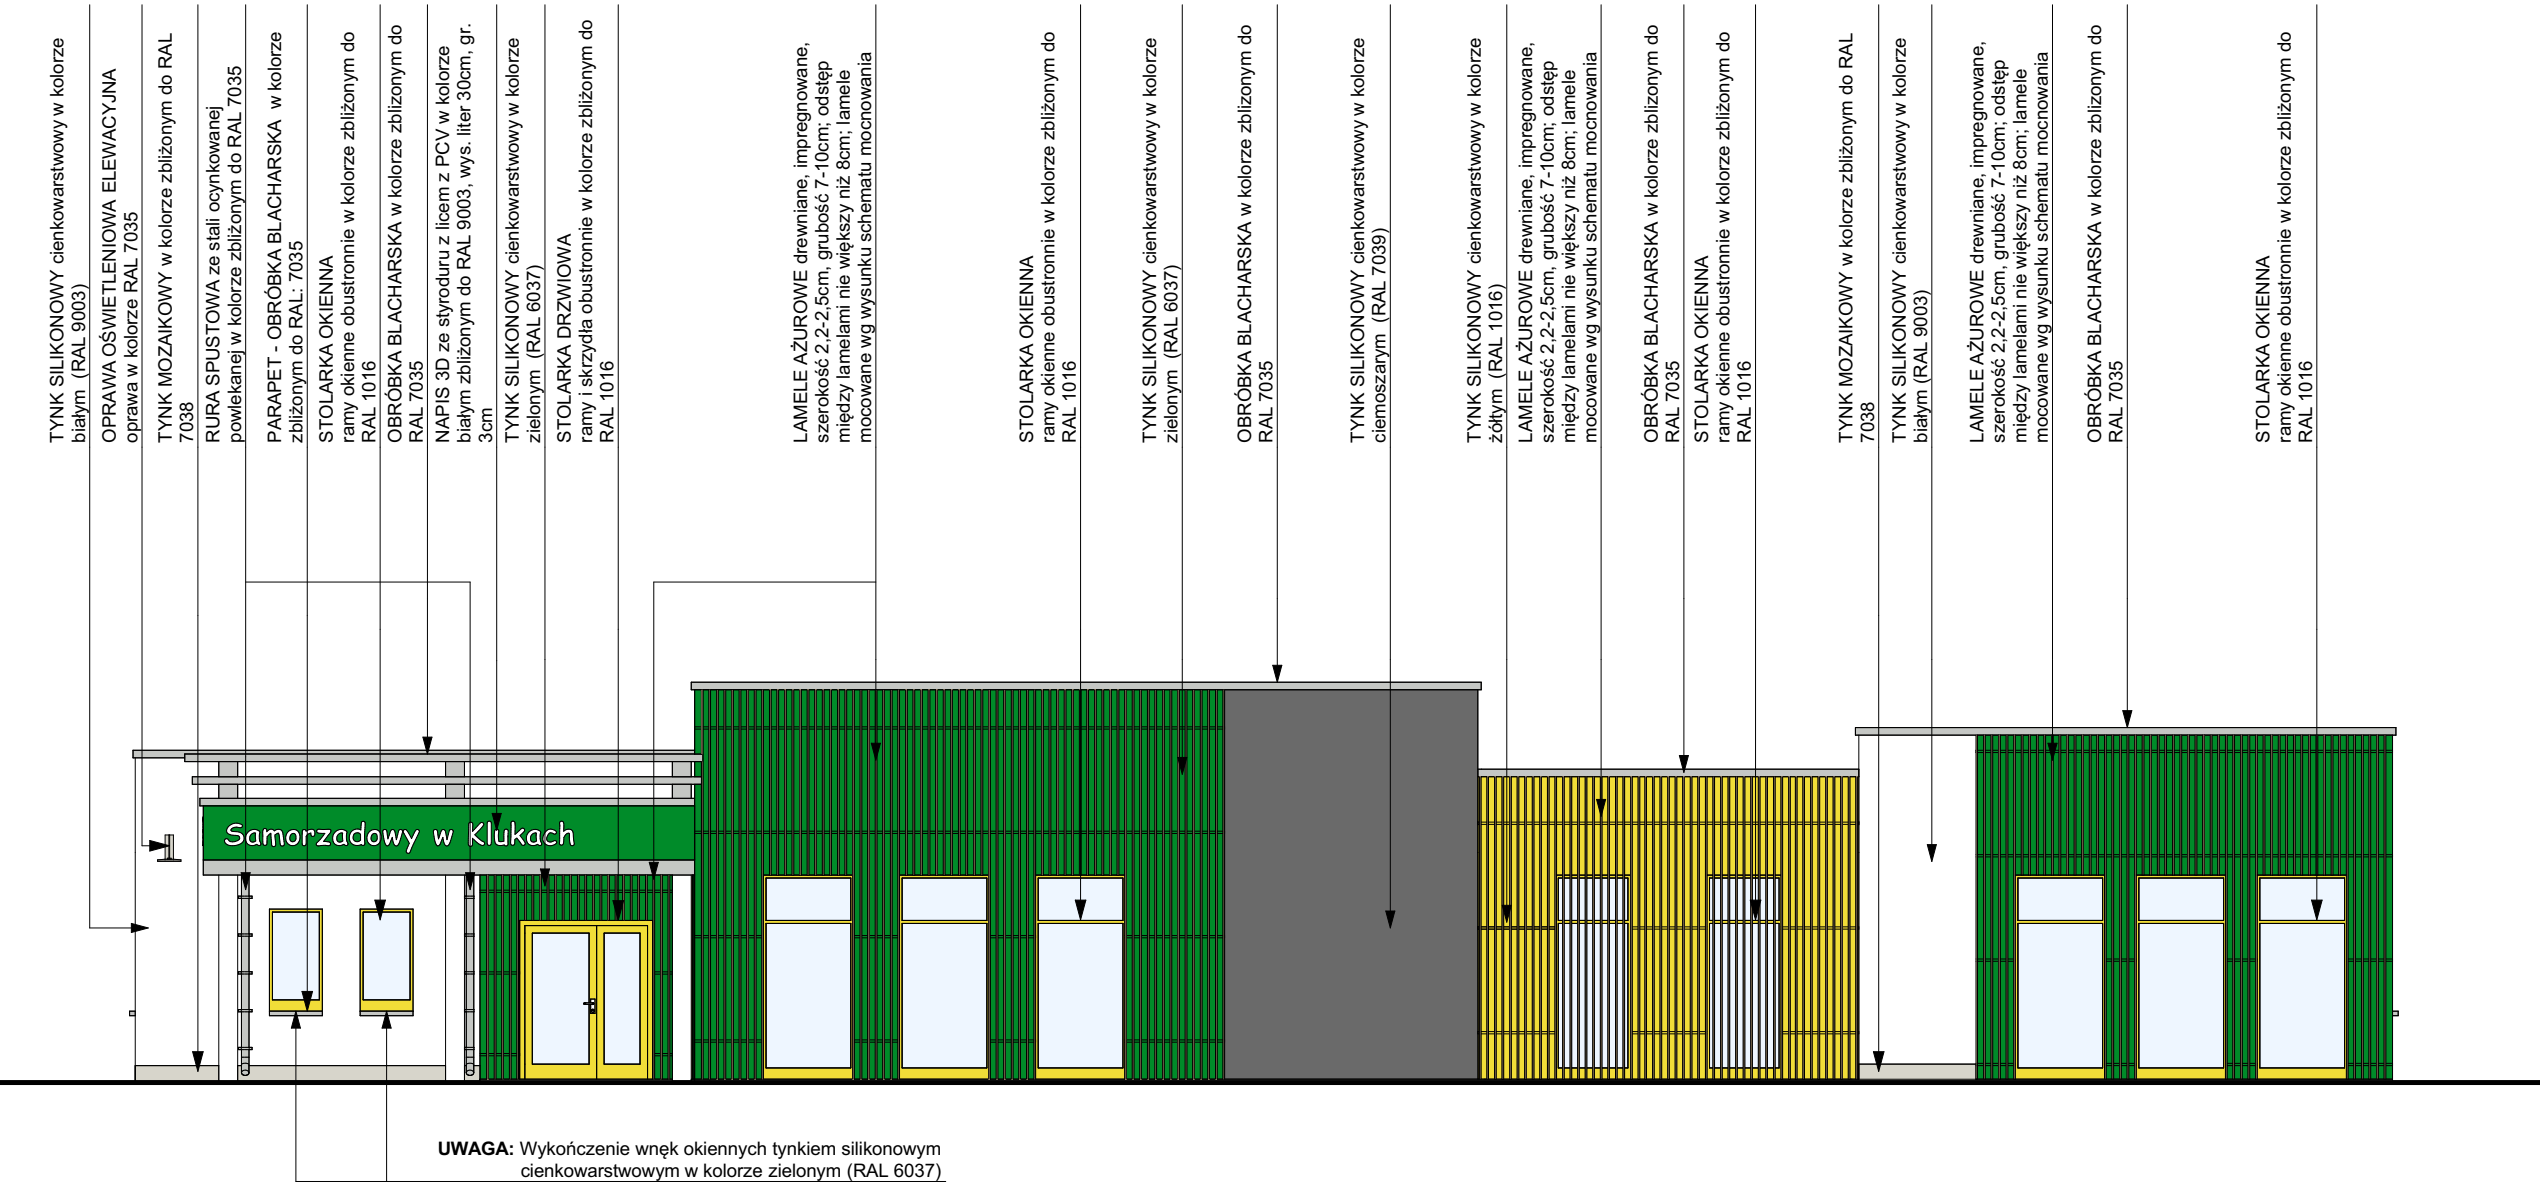 TYNK SILIKONOWY cienkowarstwowy w kolorze
białym (RAL 9003)
OPRAWA OŚWIETLENIOWA ELEWACYJNA
oprawa w kolorze RAL 7035
TYNK MOZAIKOWY w kolorze zbliżonym do RAL
7038
RURA SPUSTOWA ze stali ocynkowanej
powlekanej w kolorze zbliżonym do RAL 7035
PARAPET - OBRÓBKA BLACHARSKA w kolorze
zbliżonym do RAL: 7035
STOLARKA OKIENNA
ramy okienne obustronnie w kolorze zbliżonym do
RAL 1016
OBRÓBKA BLACHARSKA w kolorze zblizonym do
RAL 7035
NAPIS 3D ze styroduru z licem z PCV w kolorze
białym zbliżonym do RAL 9003, wys. liter 30cm, gr.
3cm
TYNK SILIKONOWY cienkowarstwowy w kolorze
zielonym (RAL 6037)
STOLARKA DRZWIOWA
ramy i skrzydła obustronnie w kolorze zbliżonym do
RAL 1016
LAMELE AŻUROWE drewniane, impregnowane,
szerokość 2,2-2,5cm, grubość 7-10cm; odstęp
między lamelami nie większy niż 8cm; lamele
mocowane wg wysunku schematu mocnowania
STOLARKA OKIENNA
ramy okienne obustronnie w kolorze zbliżonym do
RAL 1016
TYNK SILIKONOWY cienkowarstwowy w kolorze
zielonym (RAL 6037)
OBRÓBKA BLACHARSKA w kolorze zblizonym do
RAL 7035
TYNK SILIKONOWY cienkowarstwowy w kolorze
ciemoszarym (RAL 7039)
TYNK SILIKONOWY cienkowarstwowy w kolorze
żółtym (RAL 1016)
LAMELE AŻUROWE drewniane, impregnowane,
szerokość 2,2-2,5cm, grubość 7-10cm; odstęp
między lamelami nie większy niż 8cm; lamele
mocowane wg wysunku schematu mocnowania
OBRÓBKA BLACHARSKA w kolorze zblizonym do
RAL 7035
STOLARKA OKIENNA
ramy okienne obustronnie w kolorze zbliżonym do
RAL 1016
TYNK MOZAIKOWY w kolorze zbliżonym do RAL
7038
TYNK SILIKONOWY cienkowarstwowy w kolorze
białym (RAL 9003)
LAMELE AŻUROWE drewniane, impregnowane,
szerokość 2,2-2,5cm, grubość 7-10cm; odstęp
między lamelami nie większy niż 8cm; lamele
mocowane wg wysunku schematu mocnowania
OBRÓBKA BLACHARSKA w kolorze zblizonym do
RAL 7035
STOLARKA OKIENNA
ramy okienne obustronnie w kolorze zbliżonym do
RAL 1016
Samorzadowy w Klukach
UWAGA: Wykończenie wnęk okiennych tynkiem silikonowym
cienkowarstwowym w kolorze zielonym (RAL 6037)